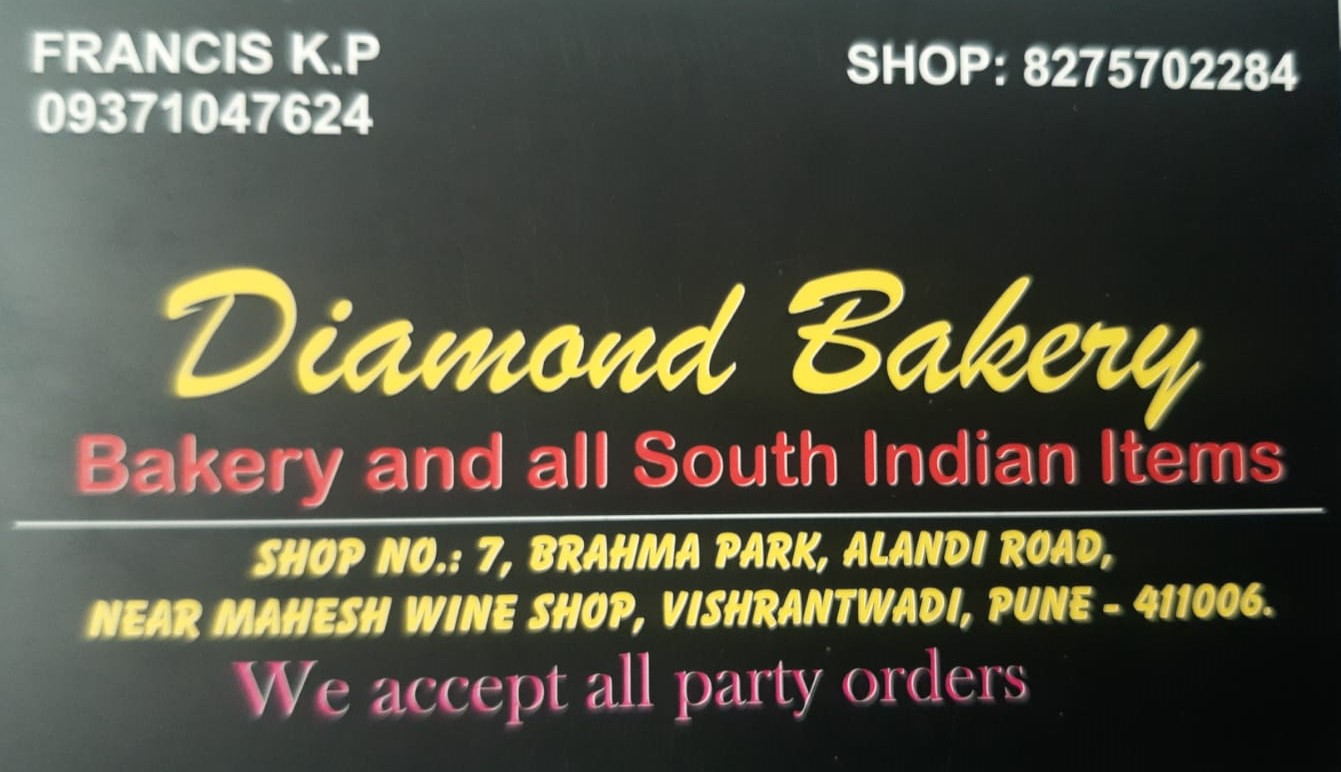 FRANCIS K.P
09371047624
SHOP: 8275702284
Diamond Bakery
Bakery and all South Indian Items
SHOP NO.: 7, BRAHMA PARK, ALANDI ROAD,
NEAR MAHESH WINE SHOP, VISHRANTWADI, PUNE - 411006.
We accept all party orders